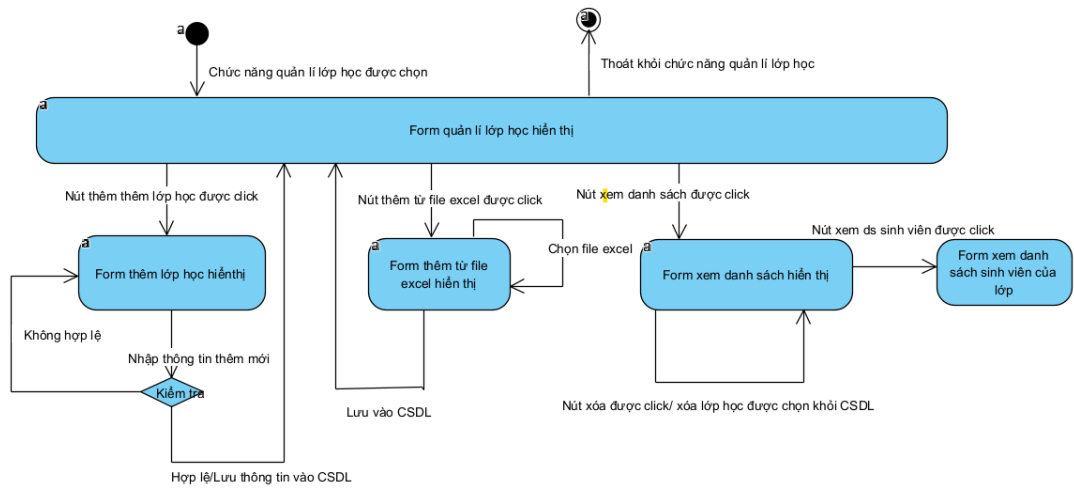 a
a
Chức năng quản lí lớp học được chọn
Thoát khỏi chức năng quản lí lớp học
a
Form quản lí lớp học hiển thị
Nút thêm thêm lớp học được click
Nút thêm từ file excel được click
Nút xem danh sách được click
a
Form thêm lớp học hiểnthị
a
Form thêm từ file
excel hiển thị
Chọn file excel
a
Form xem danh sách hiển thị
Nút xem ds sinh viên được click
Form xem danh
sách sinh viên của
lớp
Không hợp lệ
Nhập thông tin thêm mới
Kiểm tra
Lưu vào CSDL
Nút xóa được click/ xóa lớp học được chọn khỏi CSDL
Hợp lệ/Lưu thông tin vào CSDL